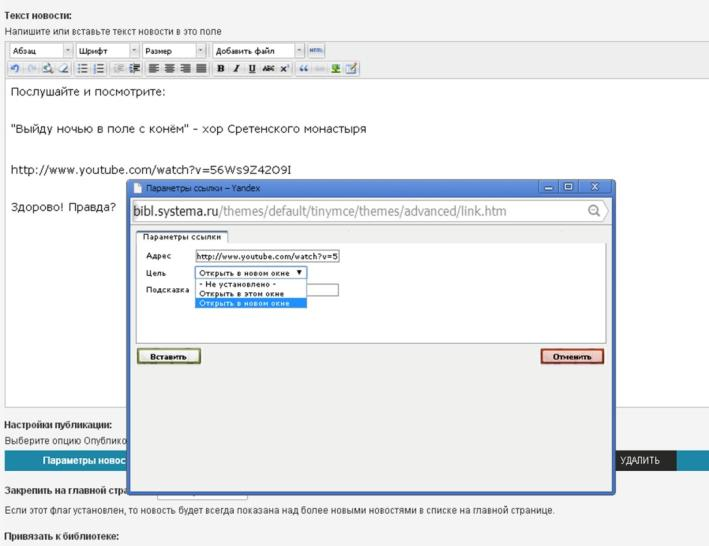 Текст новости:
Напишите или вставьте текст новости в это поле
Абзац Шрифт Размер Добавить файл HTML
B I U ABC x²
Послушайте и посмотрите:
"Выйду ночью в поле с конём" - хор Сретенского монастыря
http://www.youtube.com/watch?v=56Ws9Z42O9I
Здорово! Правда?
Параметры ссылки – Yandex
bibl.systema.ru/themes/default/tinymce/themes/advanced/link.htm
Параметры ссылки
Адрес http://www.youtube.com/watch?v=5
Цель Открыть в новом окне
- Не установлено -
Подсказка
Открыть в этом окне
Открыть в новом окне
Вставить Отменить
Настройки публикации:
Выберите опцию Опублико
Параметры новос УДАЛИТЬ
Закрепить на главной стра
Если этот флаг установлен, то новость будет всегда показана над более новыми новостями в списке на главной странице.
Привязать к библиотеке: